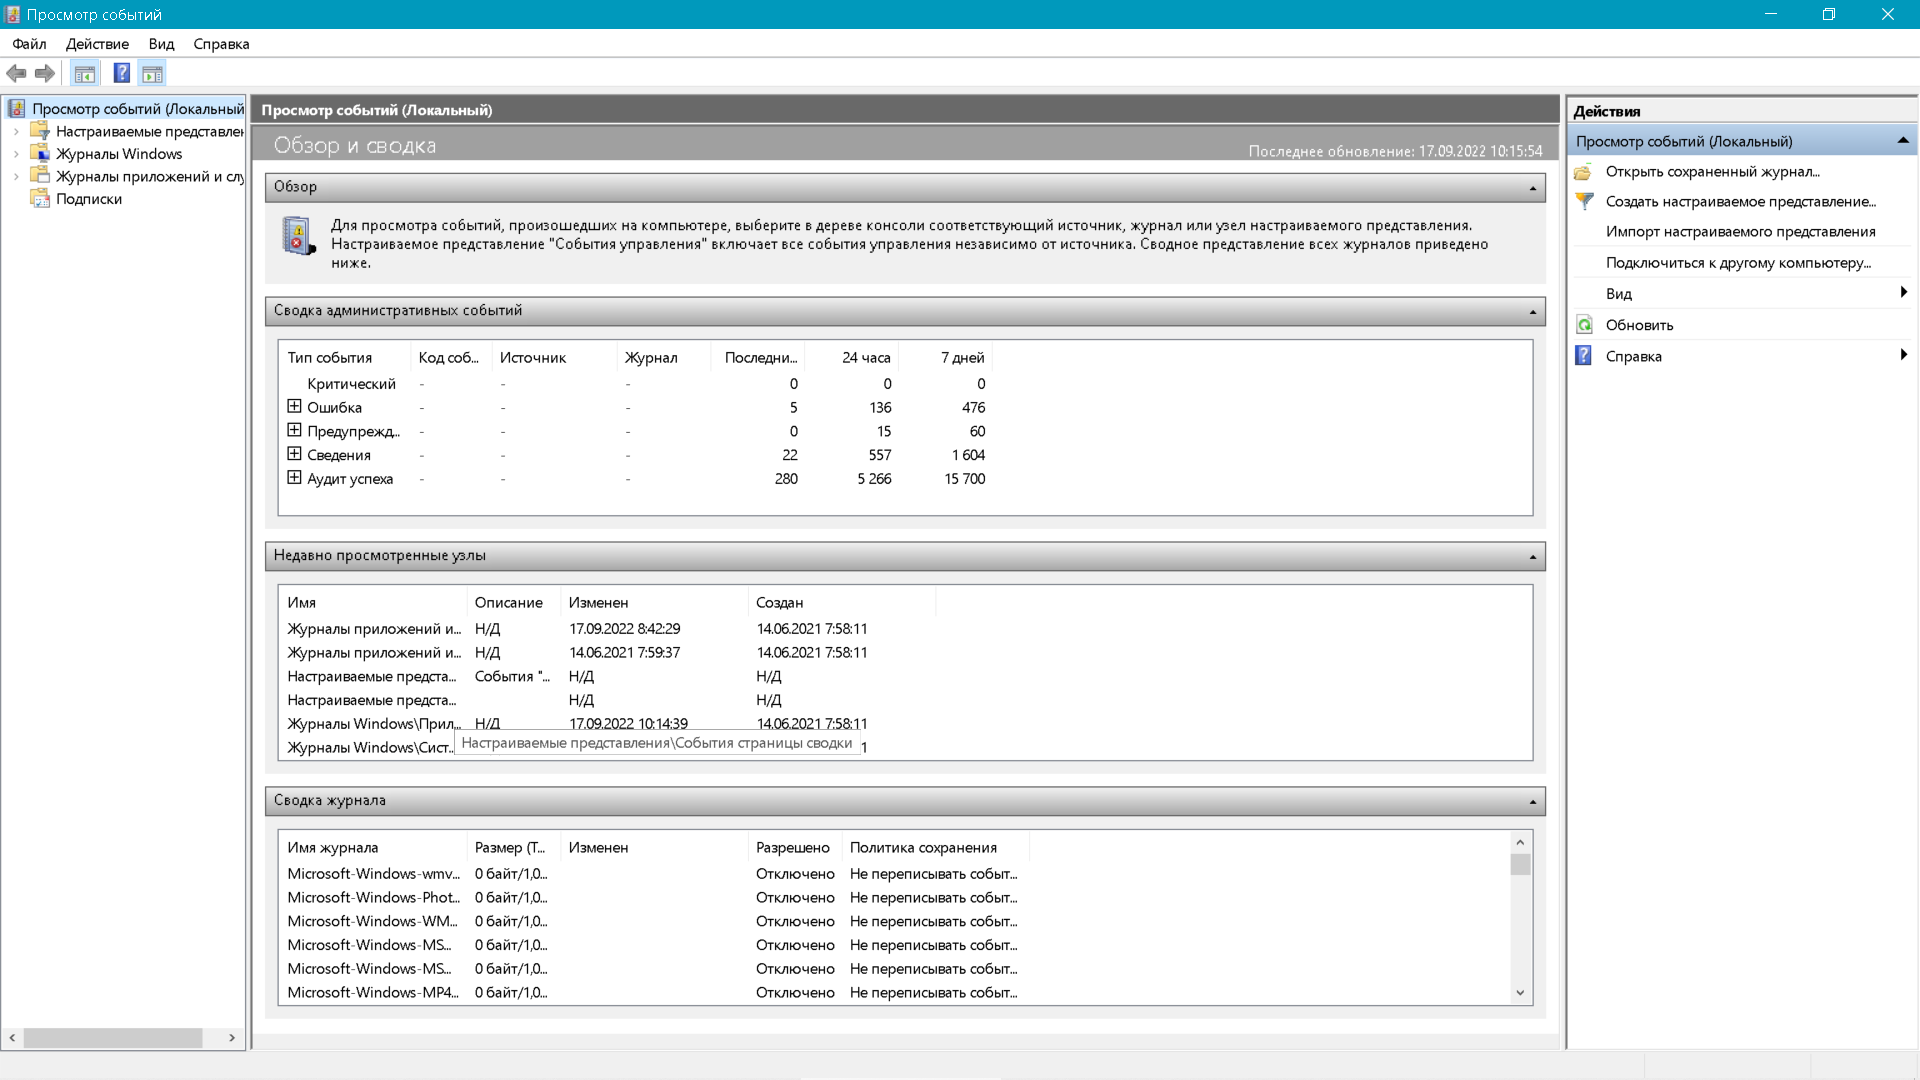 Просмотр событий
Файл Действие Вид Справка
Просмотр событий (Локальный
Настраиваемые представлен
Журналы Windows
Журналы приложений и слу
Подписки
Просмотр событий (Локальный)
Обзор и сводка
Последнее обновление: 17.09.2022 10:15:54
Обзор
Для просмотра событий, произошедших на компьютере, выберите в дереве консоли соответствующий источник, журнал или узел настраиваемого представления.
Настраиваемое представление "События управления" включает все события управления независимо от источника. Сводное представление всех журналов приведено
ниже.
Сводка административных событий
Тип события Код соб... Источник Журнал Последни... 24 часа 7 дней
Критический - - - 0 0 0
Ошибка - - - 5 136 476
Предупрежд... - - - 0 15 60
Сведения - - - 22 557 1 604
Аудит успеха - - - 280 5 266 15 700
Недавно просмотренные узлы
Имя Описание Изменен Создан
Журналы приложений и... Н/Д 17.09.2022 8:42:29 14.06.2021 7:58:11
Журналы приложений и... Н/Д 14.06.2021 7:59:37 14.06.2021 7:58:11
Настраиваемые предста... События "... Н/Д Н/Д
Настраиваемые предста... Н/Д Н/Д
Журналы Windows\Прил... Н/Д 17.09.2022 10:14:39 14.06.2021 7:58:11
Журналы Windows\Сист... 1
Настраиваемые представления\События страницы сводки
Сводка журнала
Имя журнала Размер (Т... Изменен Разрешено Политика сохранения
Microsoft-Windows-wmv... 0 байт/1,0... Отключено Не переписывать событ...
Microsoft-Windows-Phot... 0 байт/1,0... Отключено Не переписывать событ...
Microsoft-Windows-WM... 0 байт/1,0... Отключено Не переписывать событ...
Microsoft-Windows-MS... 0 байт/1,0... Отключено Не переписывать событ...
Microsoft-Windows-MS... 0 байт/1,0... Отключено Не переписывать событ...
Microsoft-Windows-MP4... 0 байт/1,0... Отключено Не переписывать событ...
Действия
Просмотр событий (Локальный)
Открыть сохраненный журнал...
Создать настраиваемое представление...
Импорт настраиваемого представления
Подключиться к другому компьютеру...
Вид
Обновить
Справка